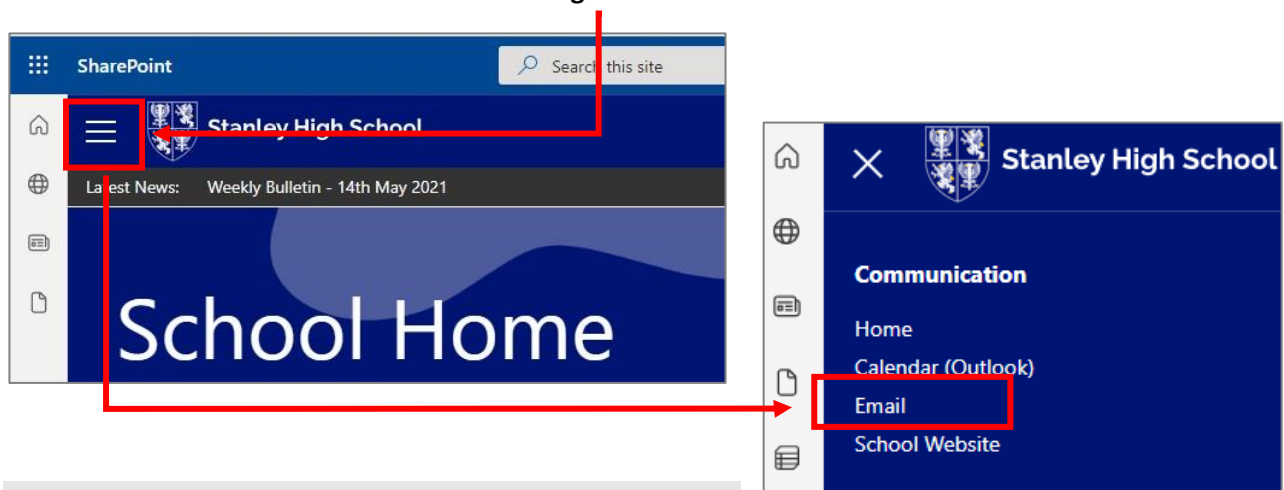 SharePoint
Search this site
Stanley High School
Latest News: Weekly Bulletin - 14th May 2021
School Home
Stanley High School
Communication
Home
Calendar (Outlook)
Email
School Website